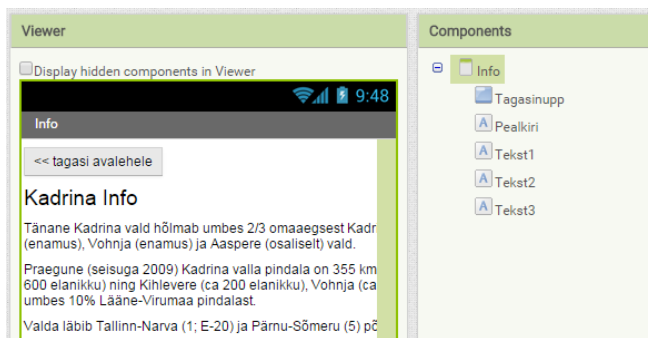 Viewer
Display hidden components in Viewer
9:48
Info
<< tagasi avalehele
Kadrina Info
Tänane Kadrina vald hõlmab umbes 2/3 omaaegsest Kadr
(enamus), Vohnja (enamus) ja Aaspere (osaliselt) vald.
Praegune (seisuga 2009) Kadrina valla pindala on 355 km
600 elanikku) ning Kihlevere (ca 200 elanikku), Vohnja (ca
umbes 10% Lääne-Virumaa pindalast.
Valda läbib Tallinn-Narva (1; E-20) ja Pärnu-Sõmeru (5) põ
Components
Info
Tagasinupp
A Pealkiri
A Tekst1
A Tekst2
A Tekst3